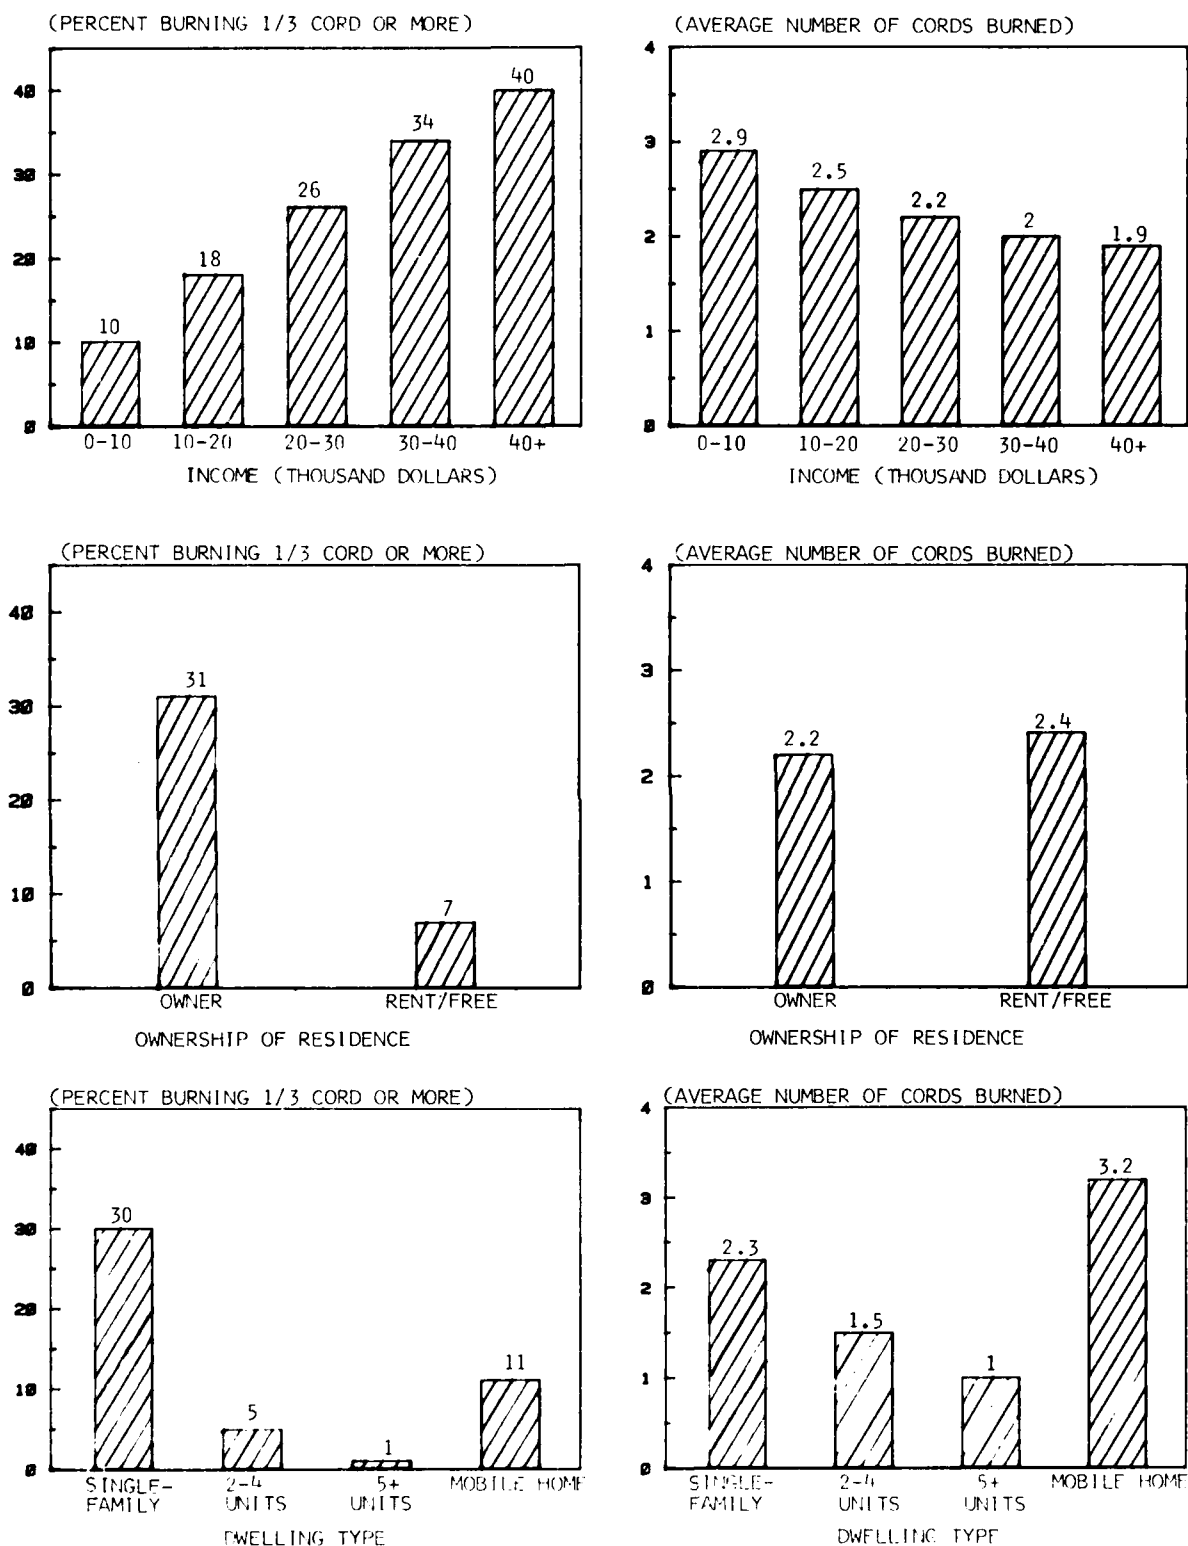 (PERCENT BURNING 1/3 CORD OR MORE)
40
30
20
10
0
10
18
26
34
40
0-10 10-20 20-30 30-40 40+
INCOME (THOUSAND DOLLARS)
(AVERAGE NUMBER OF CORDS BURNED)
4
3
2
1
0
2.9
2.5
2.2
2
1.9
0-10 10-20 20-30 30-40 40+
INCOME (THOUSAND DOLLARS)
(PERCENT BURNING 1/3 CORD OR MORE)
40
30
20
10
0
31
7
OWNER RENT/FREE
OWNERSHIP OF RESIDENCE
(AVERAGE NUMBER OF CORDS BURNED)
4
3
2
1
0
2.2
2.4
OWNER RENT/FREE
OWNERSHIP OF RESIDENCE
(PERCENT BURNING 1/3 CORD OR MORE)
40
30
20
10
0
30
5
1
11
SINGLE- 2-4 5+ MOBILE HOME
FAMILY UNITS UNITS
DWELLING TYPE
(AVERAGE NUMBER OF CORDS BURNED)
4
3
2
1
0
2.3
1.5
1
3.2
SINGLE- 2-4 5+ MOBILE HOME
FAMILY UNITS UNITS
DWELLING TYPE